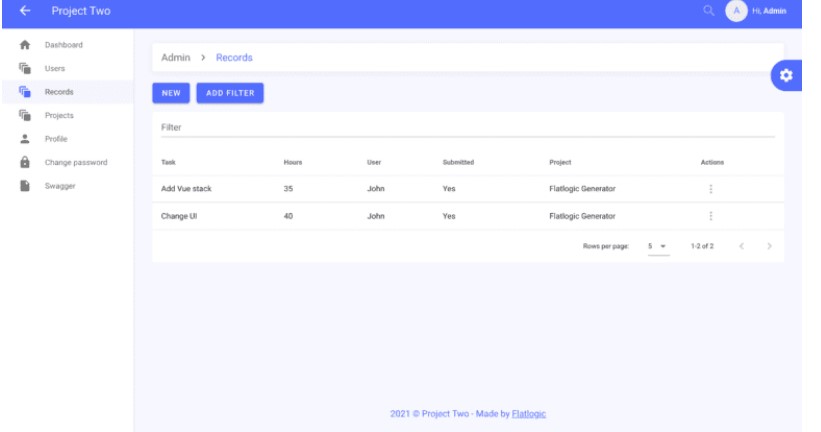 Project Two
A Hi, Admin
Dashboard
Users
Records
Projects
Profile
Change password
Swagger
Admin > Records
NEW ADD FILTER
Filter
Task Hours User Submitted Project Actions
Add Vue stack 35 John Yes Flatlogic Generator
Change UI 40 John Yes Flatlogic Generator
Rows per page: 5 1-2 of 2
2021 © Project Two - Made by Flatlogic